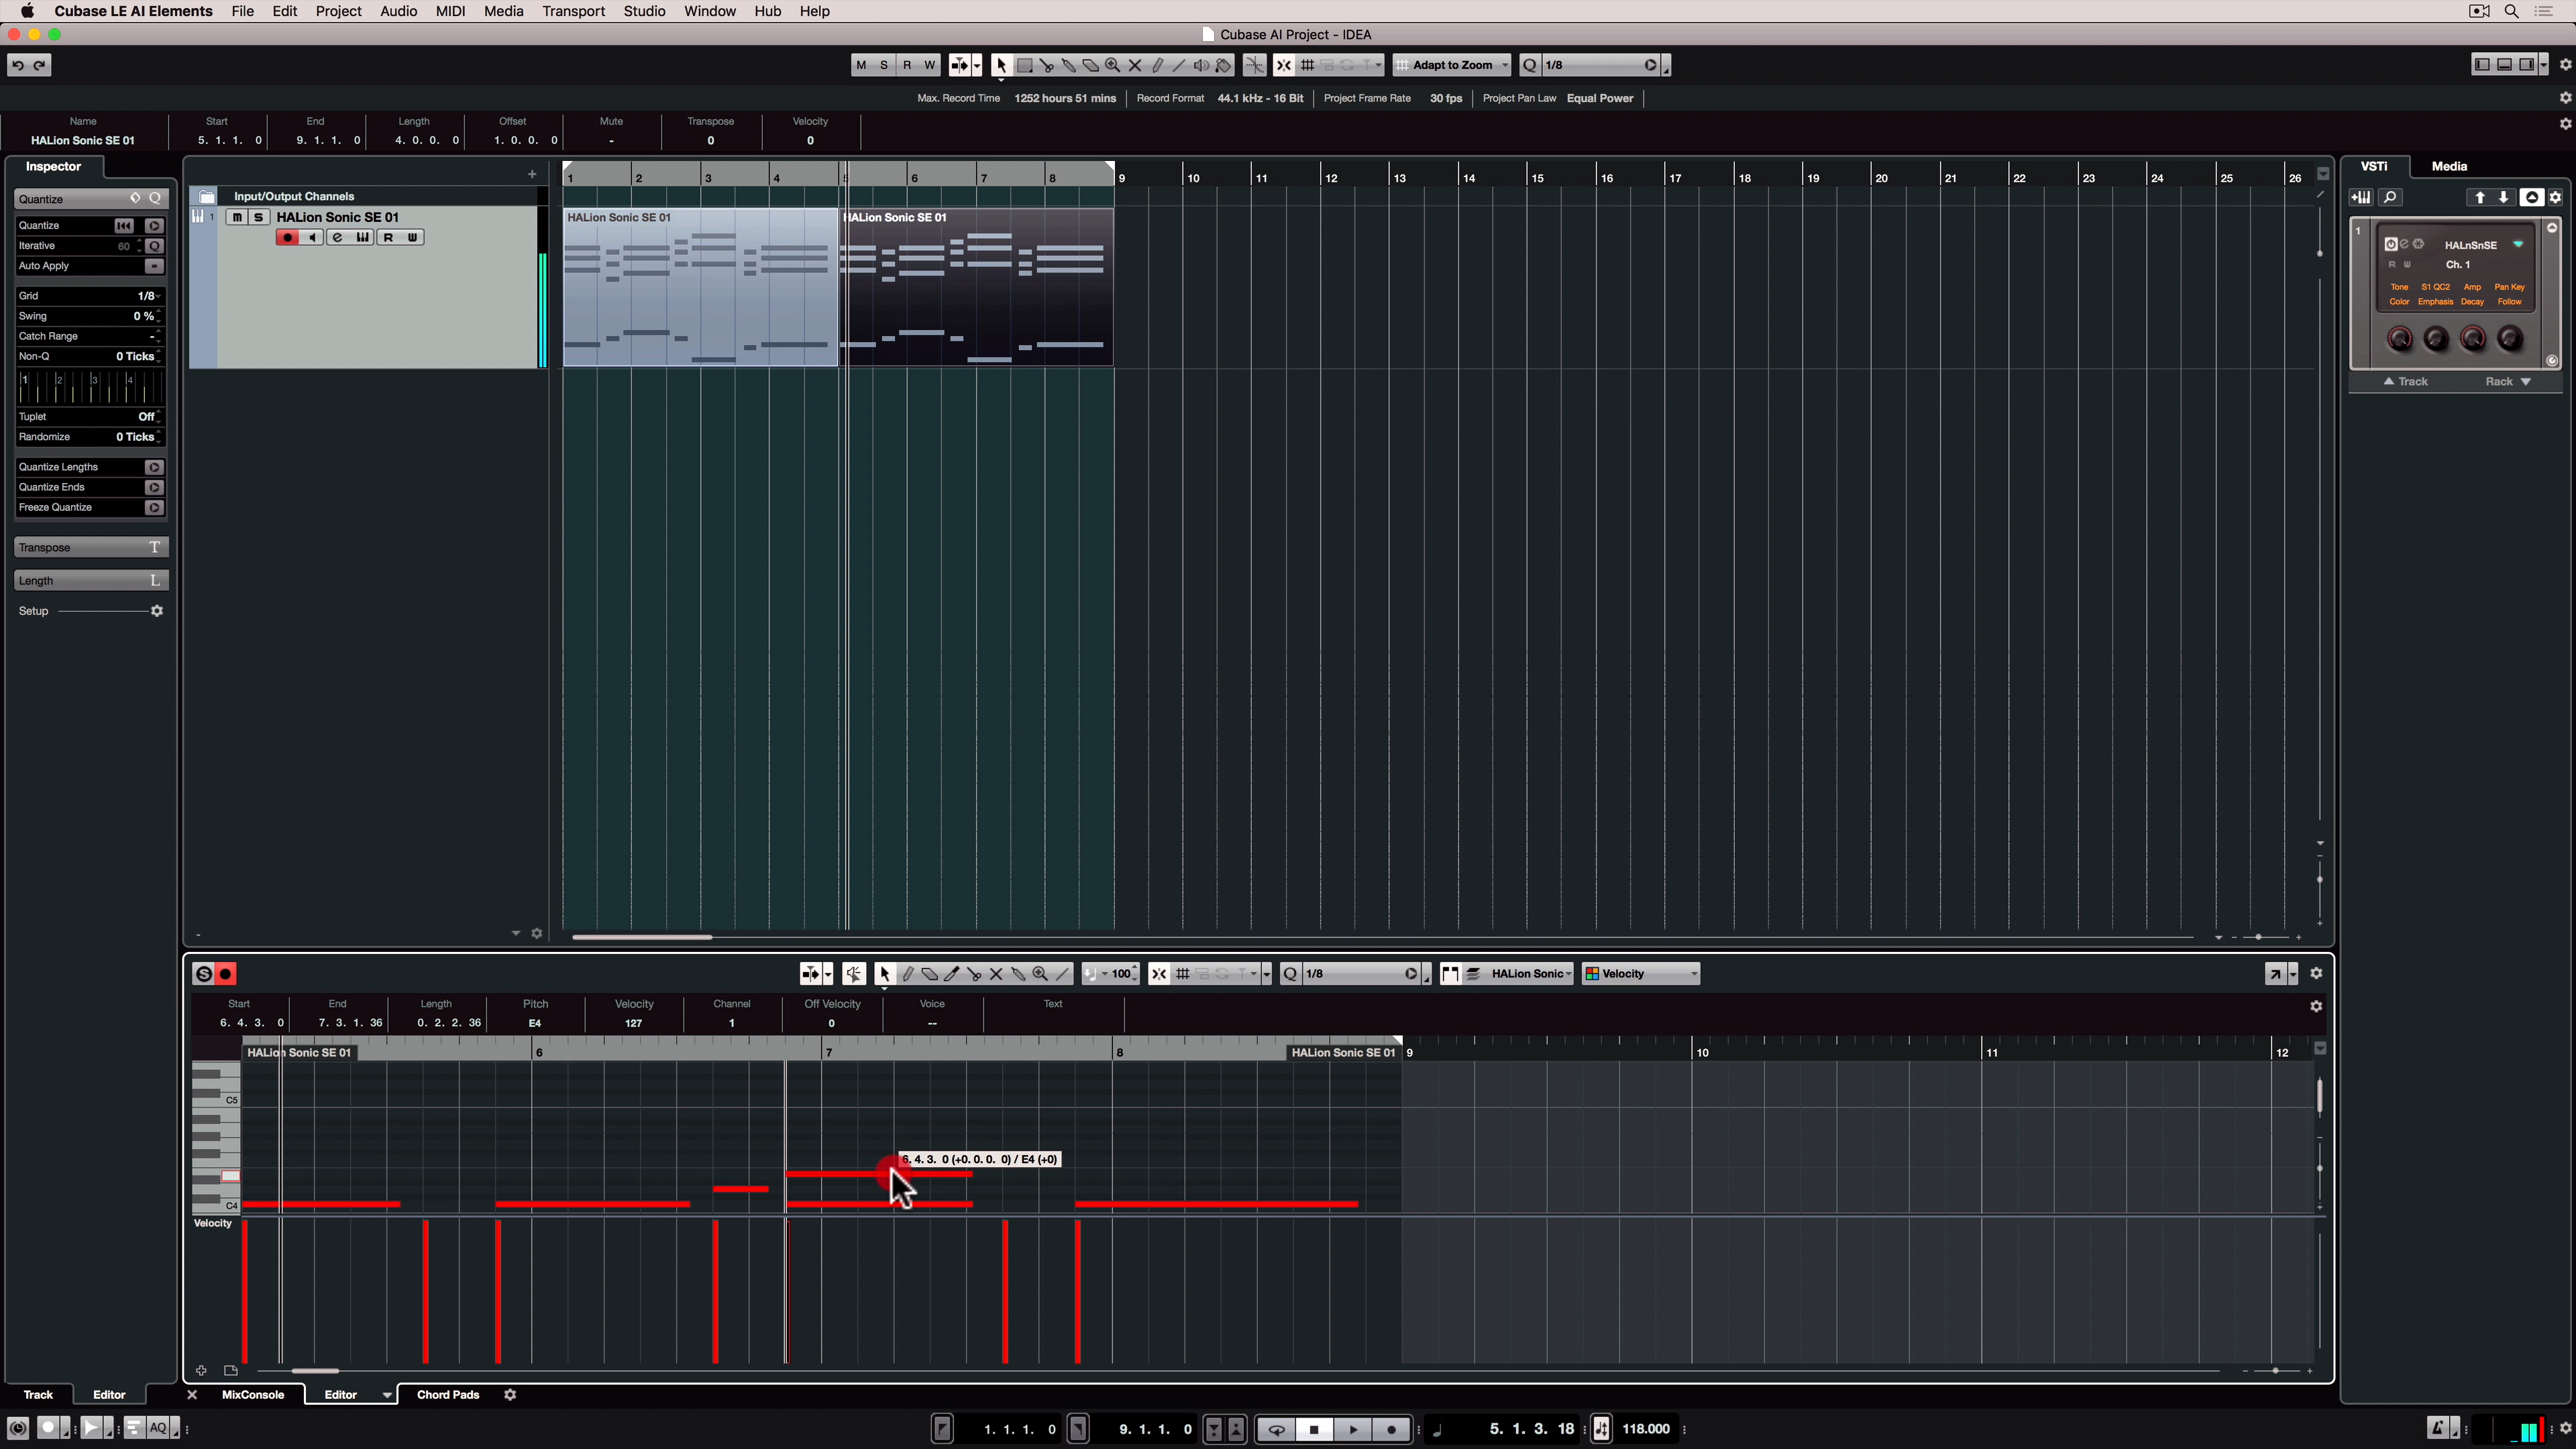 Cubase LE AI Elements File Edit Project Audio MIDI Media Transport Studio Window Hub Help
Cubase AI Project - IDEA
M S R W Adapt to Zoom Q 1/8
Max. Record Time 1252 hours 51 mins Record Format 44.1 kHz - 16 Bit Project Frame Rate 30 fps Project Pan Law Equal Power
Name Start End Length Offset Mute Transpose Velocity
HALion Sonic SE 01 5. 1. 1. 0 9. 1. 1. 0 4. 0. 0. 0 1. 0. 0. 0 - 0 0
Inspector
Quantize Q
Quantize
Iterative 60 Q
Auto Apply
Grid 1/8
Swing 0 %
Catch Range -
Non-Q 0 Ticks
1 2 3 4
Tuplet Off
Randomize 0 Ticks
Quantize Lengths
Quantize Ends
Freeze Quantize
Transpose T
Length L
Setup
Input/Output Channels
1 m S HALion Sonic SE 01
e R W
1 2 3 4 5 6 7 8 9 10 11 12 13 14 15 16 17 18 19 20 21 22 23 24 25 26
HALion Sonic SE 01 HALion Sonic SE 01
VSTi Media
1 HALnSnSE
R W Ch. 1
Tone S1 QC2 Amp Pan Key
Color Emphasis Decay Follow
Track Rack
S 100 Q 1/8 HALion Sonic Velocity
Start End Length Pitch Velocity Channel Off Velocity Voice Text
6. 4. 3. 0 7. 3. 1. 36 0. 2. 2. 36 E4 127 1 0 --
HALion Sonic SE 01 6 7 8 HALion Sonic SE 01 9 10 11 12
C5
6. 4. 3. 0 (+0. 0. 0. 0) / E4 (+0)
C4
Velocity
Track Editor MixConsole Editor Chord Pads
AQ 1. 1. 1. 0 9. 1. 1. 0 5. 1. 3. 18 118.000